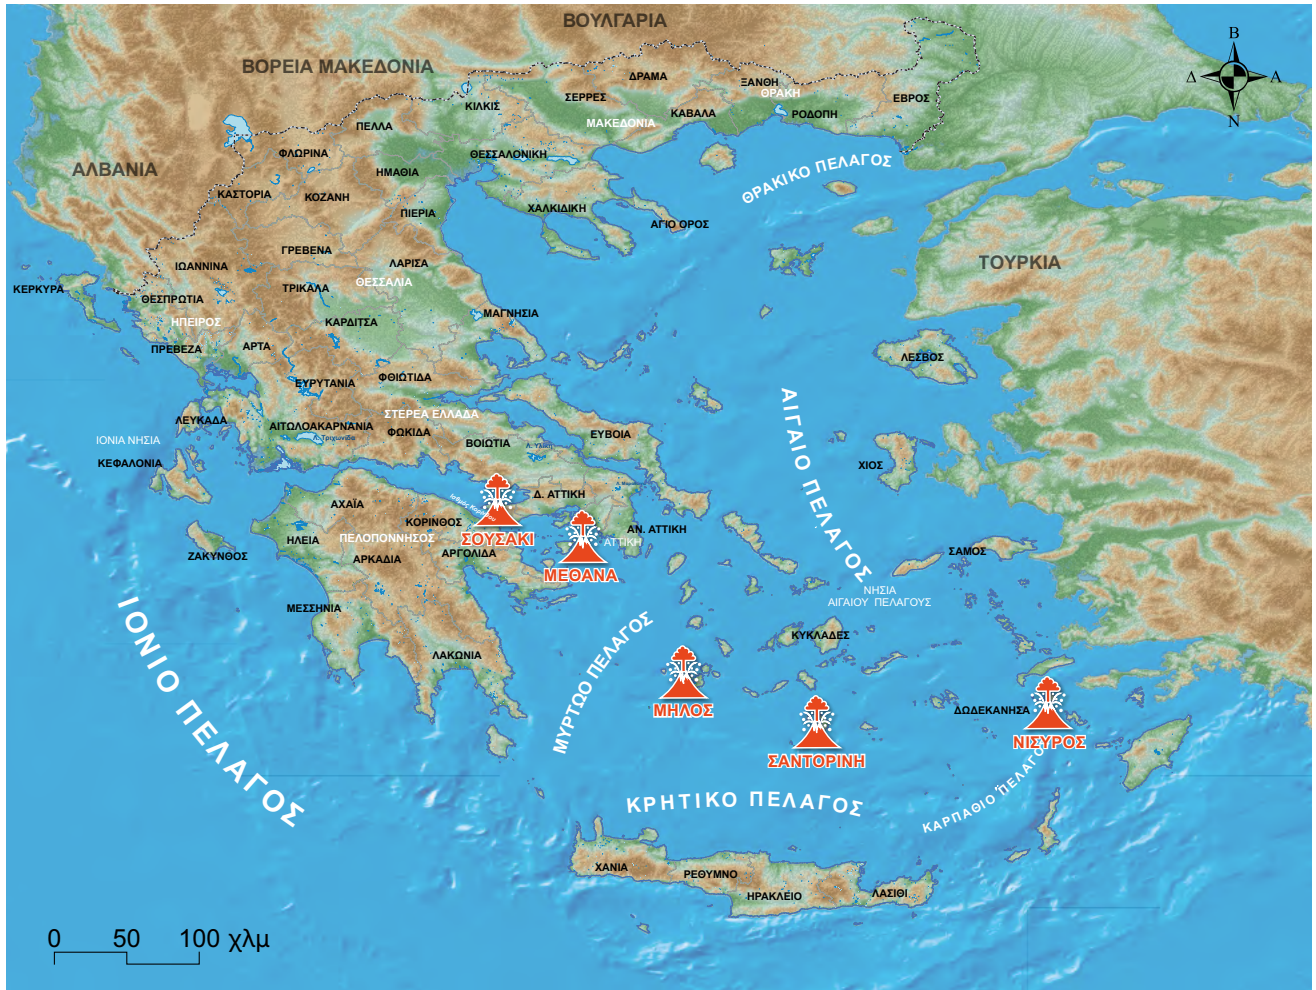 ΒΟΥΛΓΑΡΙΑ
ΒΟΡΕΙΑ ΜΑΚΕΔΟΝΙΑ
ΑΛΒΑΝΙΑ
ΤΟΥΡΚΙΑ
Β
Δ
Α
Ν
ΔΡΑΜΑ
ΞΑΝΘΗ
ΘΡΑΚΗ
ΣΕΡΡΕΣ
ΕΒΡΟΣ
ΚΙΛΚΙΣ
ΚΑΒΑΛΑ
ΡΟΔΟΠΗ
ΜΑΚΕΔΟΝΙΑ
ΠΕΛΛΑ
ΦΛΩΡΙΝΑ
ΘΕΣΣΑΛΟΝΙΚΗ
ΗΜΑΘΙΑ
ΘΡΑΚΙΚΟ ΠΕΛΑΓΟΣ
ΚΑΣΤΟΡΙΑ
ΚΟΖΑΝΗ
ΠΙΕΡΙΑ
ΧΑΛΚΙΔΙΚΗ
ΑΓΙΟ ΟΡΟΣ
ΓΡΕΒΕΝΑ
ΙΩΑΝΝΙΝΑ
ΛΑΡΙΣΑ
ΘΕΣΣΑΛΙΑ
ΚΕΡΚΥΡΑ
ΤΡΙΚΑΛΑ
ΘΕΣΠΡΩΤΙΑ
ΗΠΕΙΡΟΣ
ΚΑΡΔΙΤΣΑ
ΜΑΓΝΗΣΙΑ
ΠΡΕΒΕΖΑ
ΑΡΤΑ
ΛΕΣΒΟΣ
ΕΥΡΥΤΑΝΙΑ
ΦΘΙΩΤΙΔΑ
ΛΕΥΚΑΔΑ
ΣΤΕΡΕΑ ΕΛΛΑΔΑ
ΑΙΤΩΛΟΑΚΑΡΝΑΝΙΑ
Λ. Τριχωνίδα
ΦΩΚΙΔΑ
ΒΟΙΩΤΙΑ
Λ. Υλίκη
ΕΥΒΟΙΑ
ΙΟΝΙΑ ΝΗΣΙΑ
ΚΕΦΑΛΟΝΙΑ
ΧΙΟΣ
ΑΙΓΑΙΟ ΠΕΛΑΓΟΣ
Δ. ΑΤΤΙΚΗ
ΑΧΑΪΑ
Ισθμός Κορίνθου
ΚΟΡΙΝΘΟΣ
ΑΝ. ΑΤΤΙΚΗ
ΑΤΤΙΚΗ
ΣΟΥΣΑΚΙ
ΗΛΕΙΑ
ΠΕΛΟΠΟΝΝΗΣΟΣ
ΖΑΚΥΝΘΟΣ
ΑΡΚΑΔΙΑ
ΑΡΓΟΛΙΔΑ
ΣΑΜΟΣ
ΜΕΘΑΝΑ
ΝΗΣΙΑ
ΑΙΓΑΙΟΥ ΠΕΛΑΓΟΥΣ
ΜΕΣΣΗΝΙΑ
ΚΥΚΛΑΔΕΣ
ΛΑΚΩΝΙΑ
ΙΟΝΙΟ ΠΕΛΑΓΟΣ
ΜΥΡΤΩΟ ΠΕΛΑΓΟΣ
ΜΗΛΟΣ
ΔΩΔΕΚΑΝΗΣΑ
ΝΙΣΥΡΟΣ
ΣΑΝΤΟΡΙΝΗ
ΚΡΗΤΙΚΟ ΠΕΛΑΓΟΣ
ΚΑΡΠΑΘΙΟ ΠΕΛΑΓΟΣ
ΧΑΝΙΑ
ΡΕΘΥΜΝΟ
ΗΡΑΚΛΕΙΟ
ΛΑΣΙΘΙ
0 50 100 χλμ